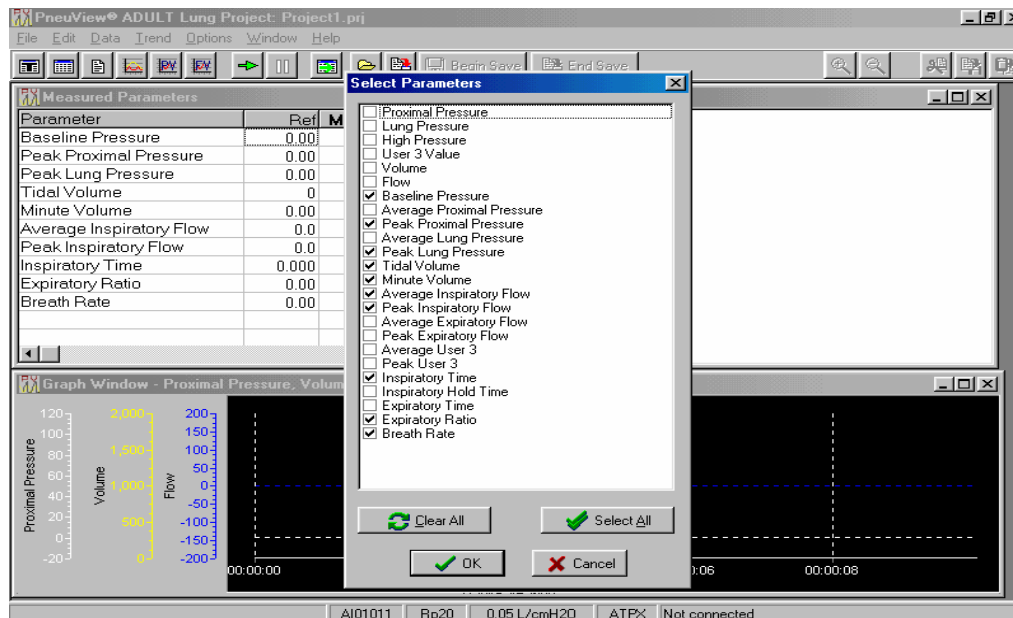 PneuView® ADULT Lung Project: Project1.prj
File Edit Data Trend Options Window Help
Begin Save End Save
Measured Parameters
Parameter Ref M
Baseline Pressure 0.00
Peak Proximal Pressure 0.00
Peak Lung Pressure 0.00
Tidal Volume 0
Minute Volume 0.00
Average Inspiratory Flow 0.0
Peak Inspiratory Flow 0.0
Inspiratory Time 0.000
Expiratory Ratio 0.00
Breath Rate 0.00
Select Parameters
Proximal Pressure
Lung Pressure
High Pressure
User 3 Value
Volume
Flow
Baseline Pressure
Average Proximal Pressure
Peak Proximal Pressure
Average Lung Pressure
Peak Lung Pressure
Tidal Volume
Minute Volume
Average Inspiratory Flow
Peak Inspiratory Flow
Average Expiratory Flow
Peak Expiratory Flow
Average User 3
Peak User 3
Inspiratory Time
Inspiratory Hold Time
Expiratory Time
Expiratory Ratio
Breath Rate
Clear All Select All
OK Cancel
Graph Window - Proximal Pressure, Volum
Proximal Pressure
120
100
80
60
40
20
0
-20
Volume
2,000
1,500
1,000
500
0
Flow
200
150
100
50
0
-50
-100
-150
-200
00:00:00 :06 00:00:08
AI01011 Rp20 0.05 L/cmH2O ATPX Not connected